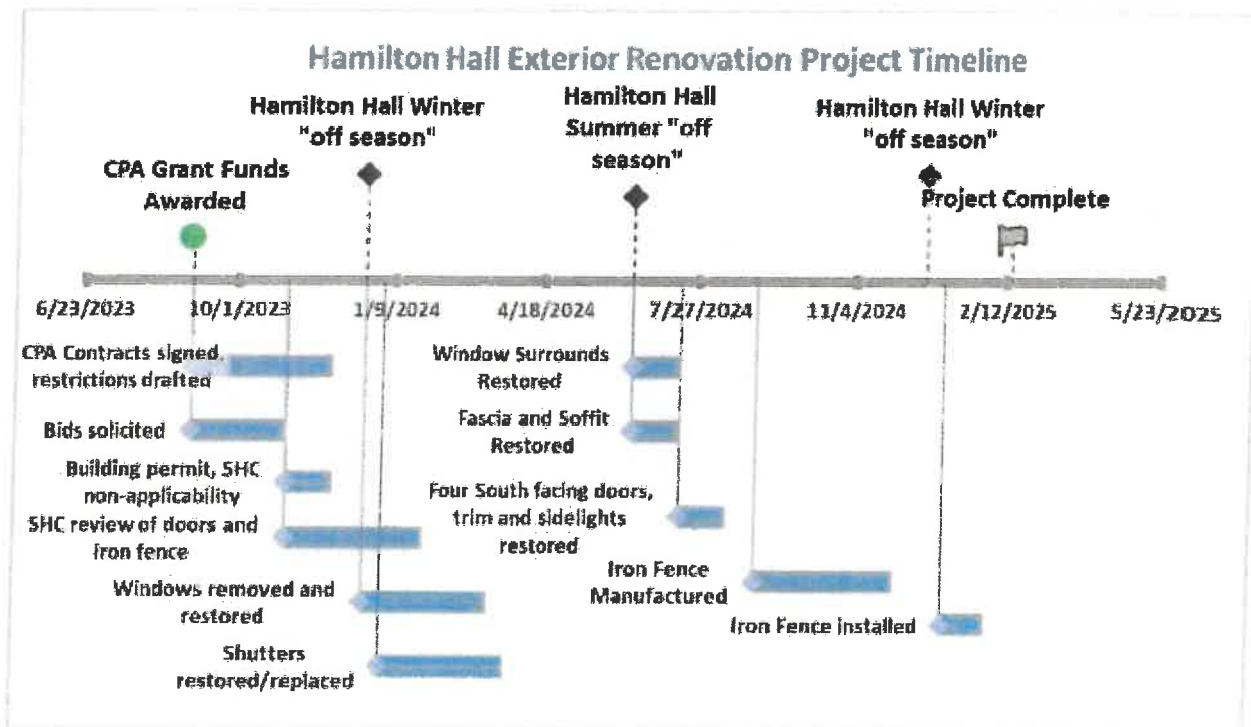 Hamilton Hall Exterior Renovation Project Timeline
Hamilton Hall Winter
"off season"
Hamilton Hall
Summer "off
season"
Hamilton Hall Winter
"off season"
CPA Grant Funds
Awarded
Project Complete
6/23/2023
10/1/2023
1/9/2024
4/18/2024
7/27/2024
11/4/2024
2/12/2025
5/23/2025
CPA Contracts signed,
restrictions drafted
Bids solicited
Building permit, SHC
non-applicability
SHC review of doors and
iron fence
Windows removed and
restored
Shutters
restored/replaced
Window Surrounds
Restored
Fascia and Soffit
Restored
Four South facing doors,
trim and sidelights
restored
Iron Fence
Manufactured
Iron Fence installed